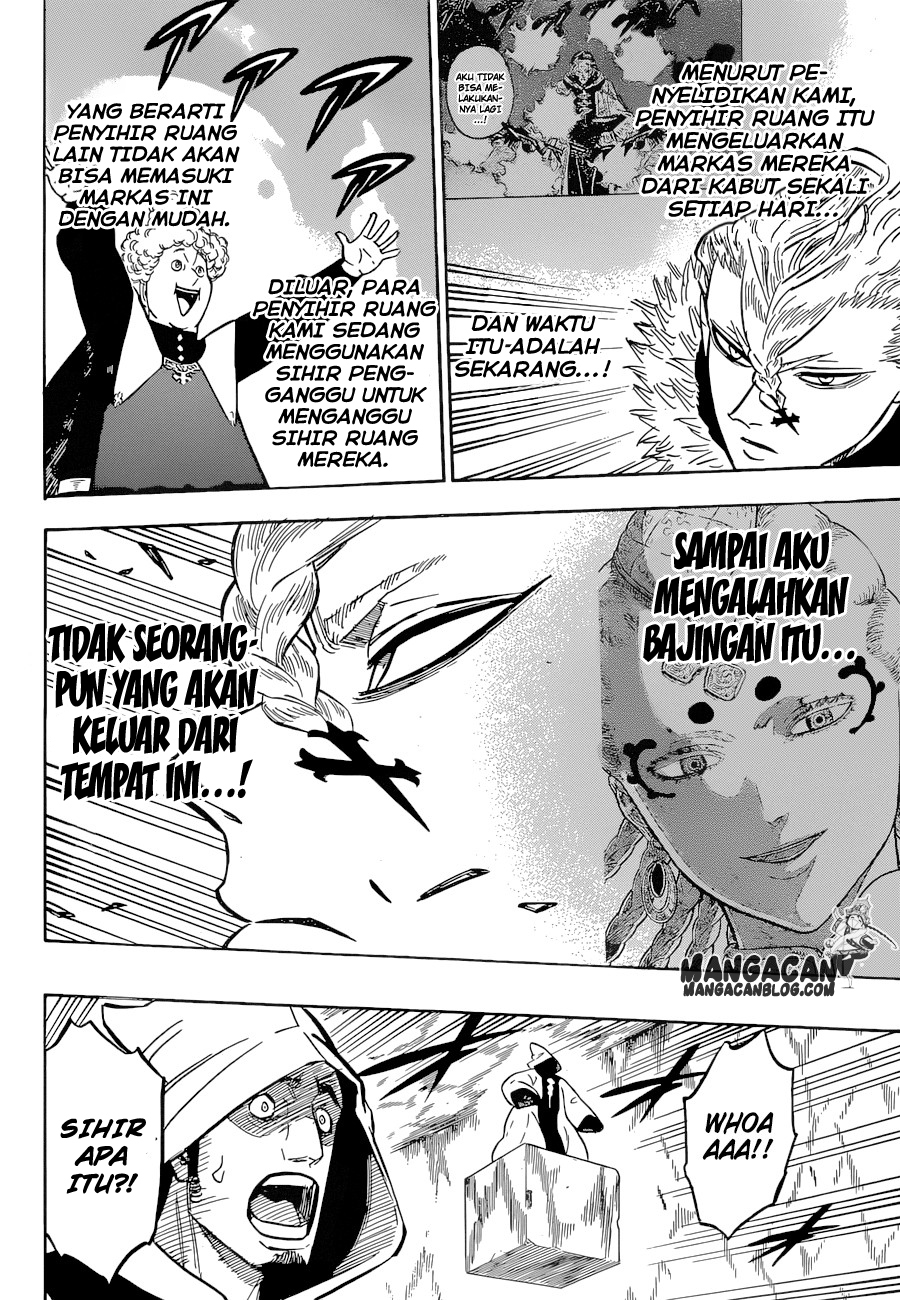 MENURUT PE-
NYELIDIKAN KAMI,
PENYIHIR RUANG ITU
MENGELUARKAN
MARKAS MEREKA
DARI KABUT SEKALI
SETIAP HARI...
AKU TIDAK
BISA ME-
LAKUKAN-
NYA LAGI
...!
DAN WAKTU
ITU-ADALAH
SEKARANG...!
YANG BERARTI
PENYIHIR RUANG
LAIN TIDAK AKAN
BISA MEMASUKI
MARKAS INI
DENGAN MUDAH.
DILUAR, PARA
PENYIHIR RUANG
KAMI SEDANG
MENGGUNAKAN
SIHIR PENG-
GANGGU UNTUK
MENGANGGU
SIHIR RUANG
MEREKA.
SAMPAI AKU
MENGALAHKAN
BAJINGAN ITU...
TIDAK SEORANG-
PUN YANG AKAN
KELUAR DARI
TEMPAT INI...!
MANGACAN
MANGACANBLOG.COM
WHOA
AAA!!
SIHIR
APA
ITU?!